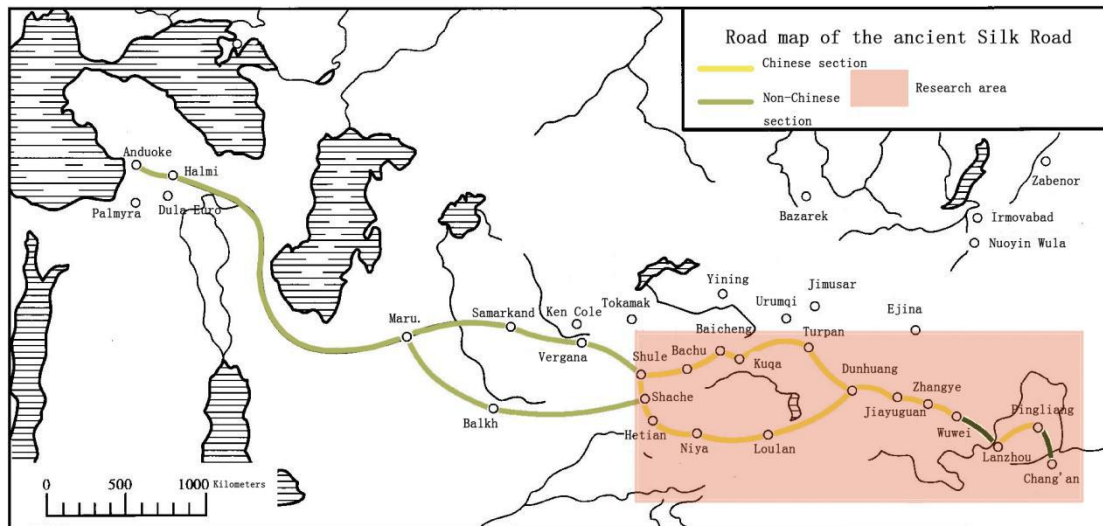 Road map of the ancient Silk Road
Chinese section
Research area
Non-Chinese
section
Anduoke
Halmi
Palmyra
Dula Euro
Zabenor
Bazarek
Irmovabad
Nuoyin Wula
Yining
Jimusar
Tokamak
Urumqi
Ejina
Samarkand
Ken Cole
Maru.
Vergana
Baicheng
Turpan
Bachu
Shule
Kuqa
Dunhuang
Shache
Zhangye
Jiayuguan
Pingliang
Balkh
Hetian
Wuwei
Niya
Loulan
Lanzhou
Chang'an
0 500 1000 Kilometers